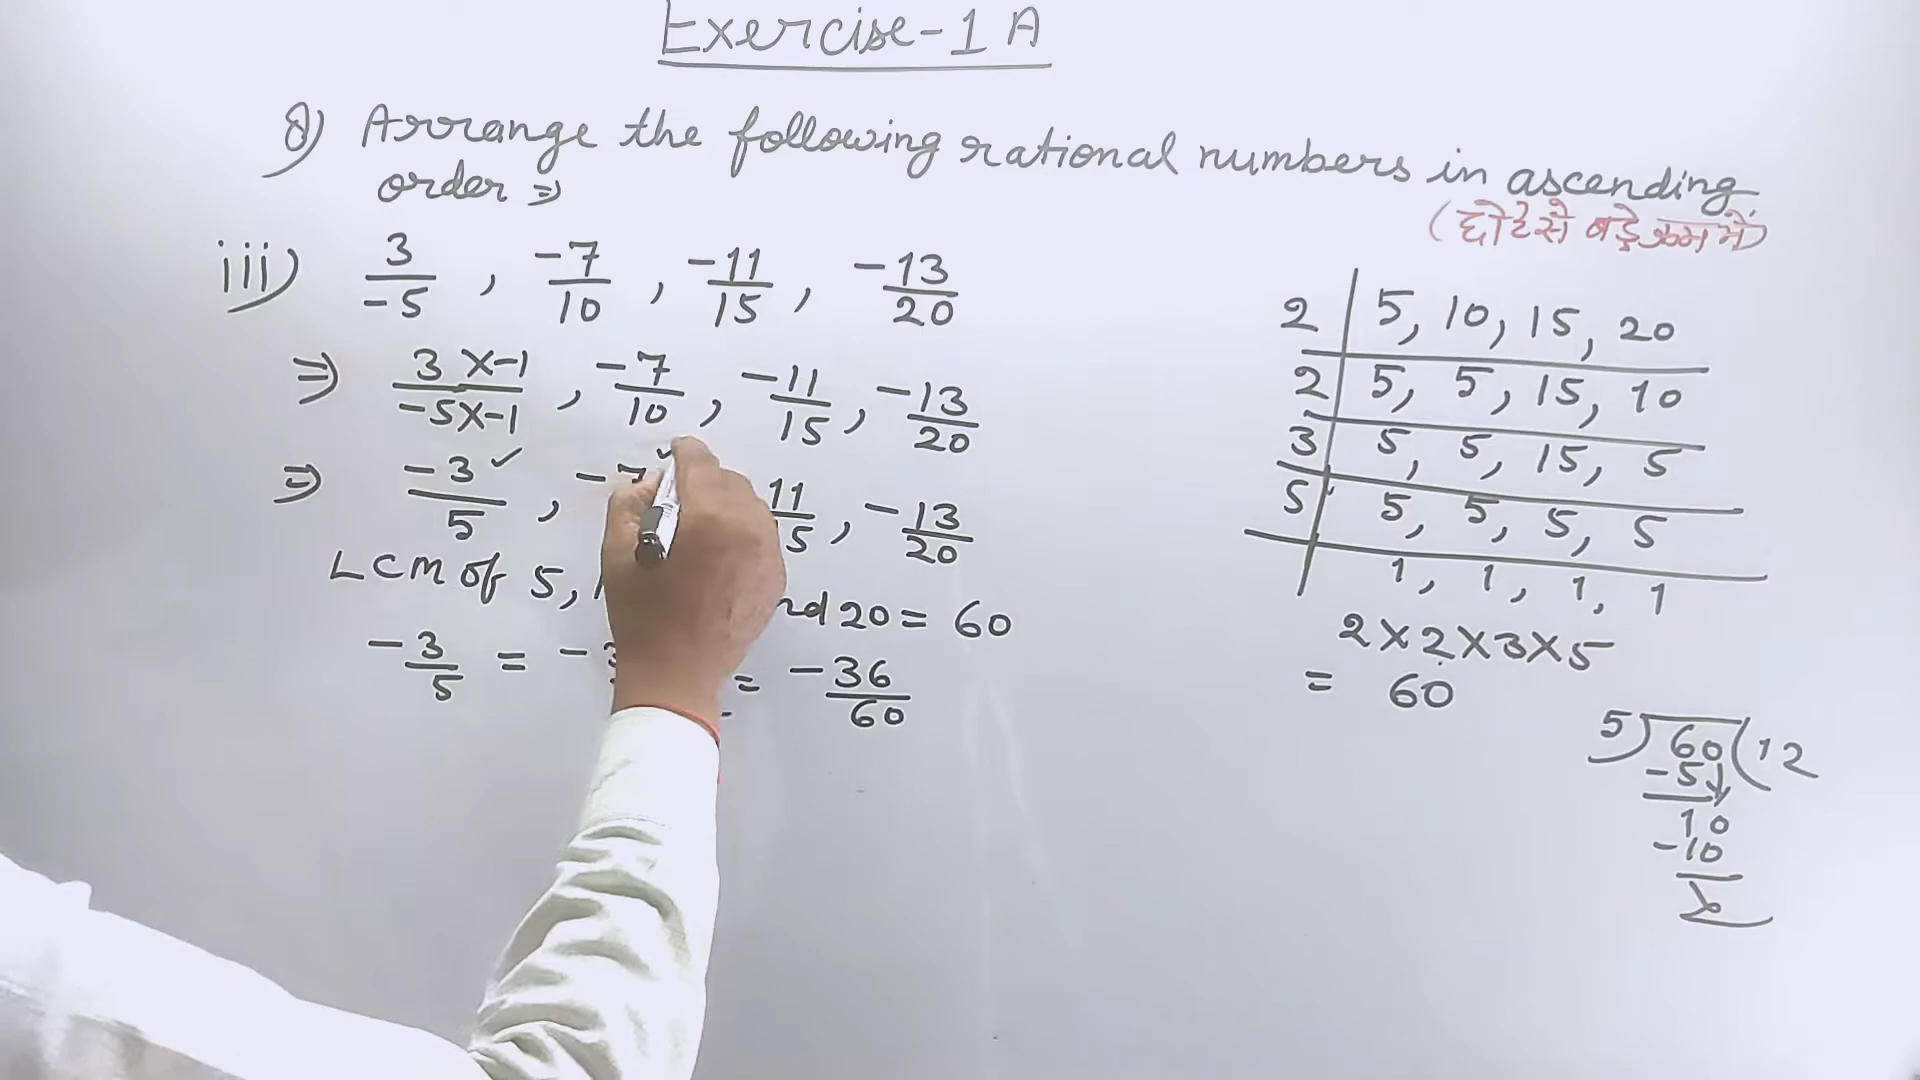 Exercise-1 A
Q) Arrange the following rational numbers in ascending
order ⇒
(छोटे से बड़े क्रम में)
iii) 3/-5 , -7/10 , -11/15 , -13/20
⇒ 3×-1/-5×-1 , -7/10 , -11/15 , -13/20
⇒ -3/5 ✓ , -7 11/5 , -13/20
LCM of 5, nd 20 = 60
-3/5 = - = -36/60
2 | 5, 10, 15, 20
2 | 5, 5, 15, 10
3 | 5, 5, 15, 5
5 | 5, 5, 5, 5
1, 1, 1, 1
2×2×3×5
= 60
5) 60 (12
-5↓
10
-10